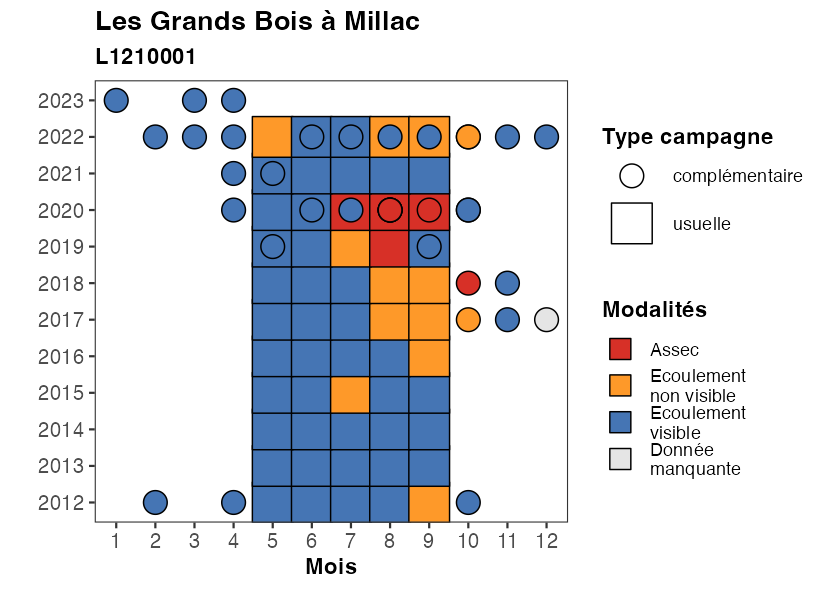 Les Grands Bois à Millac
L1210001
2023
2022
2021
2020
2019
2018
2017
2016
2015
2014
2013
2012
1 2 3 4 5 6 7 8 9 10 11 12
Mois
Type campagne
complémentaire
usuelle
Modalités
Assec
Ecoulement
non visible
Ecoulement
visible
Donnée
manquante